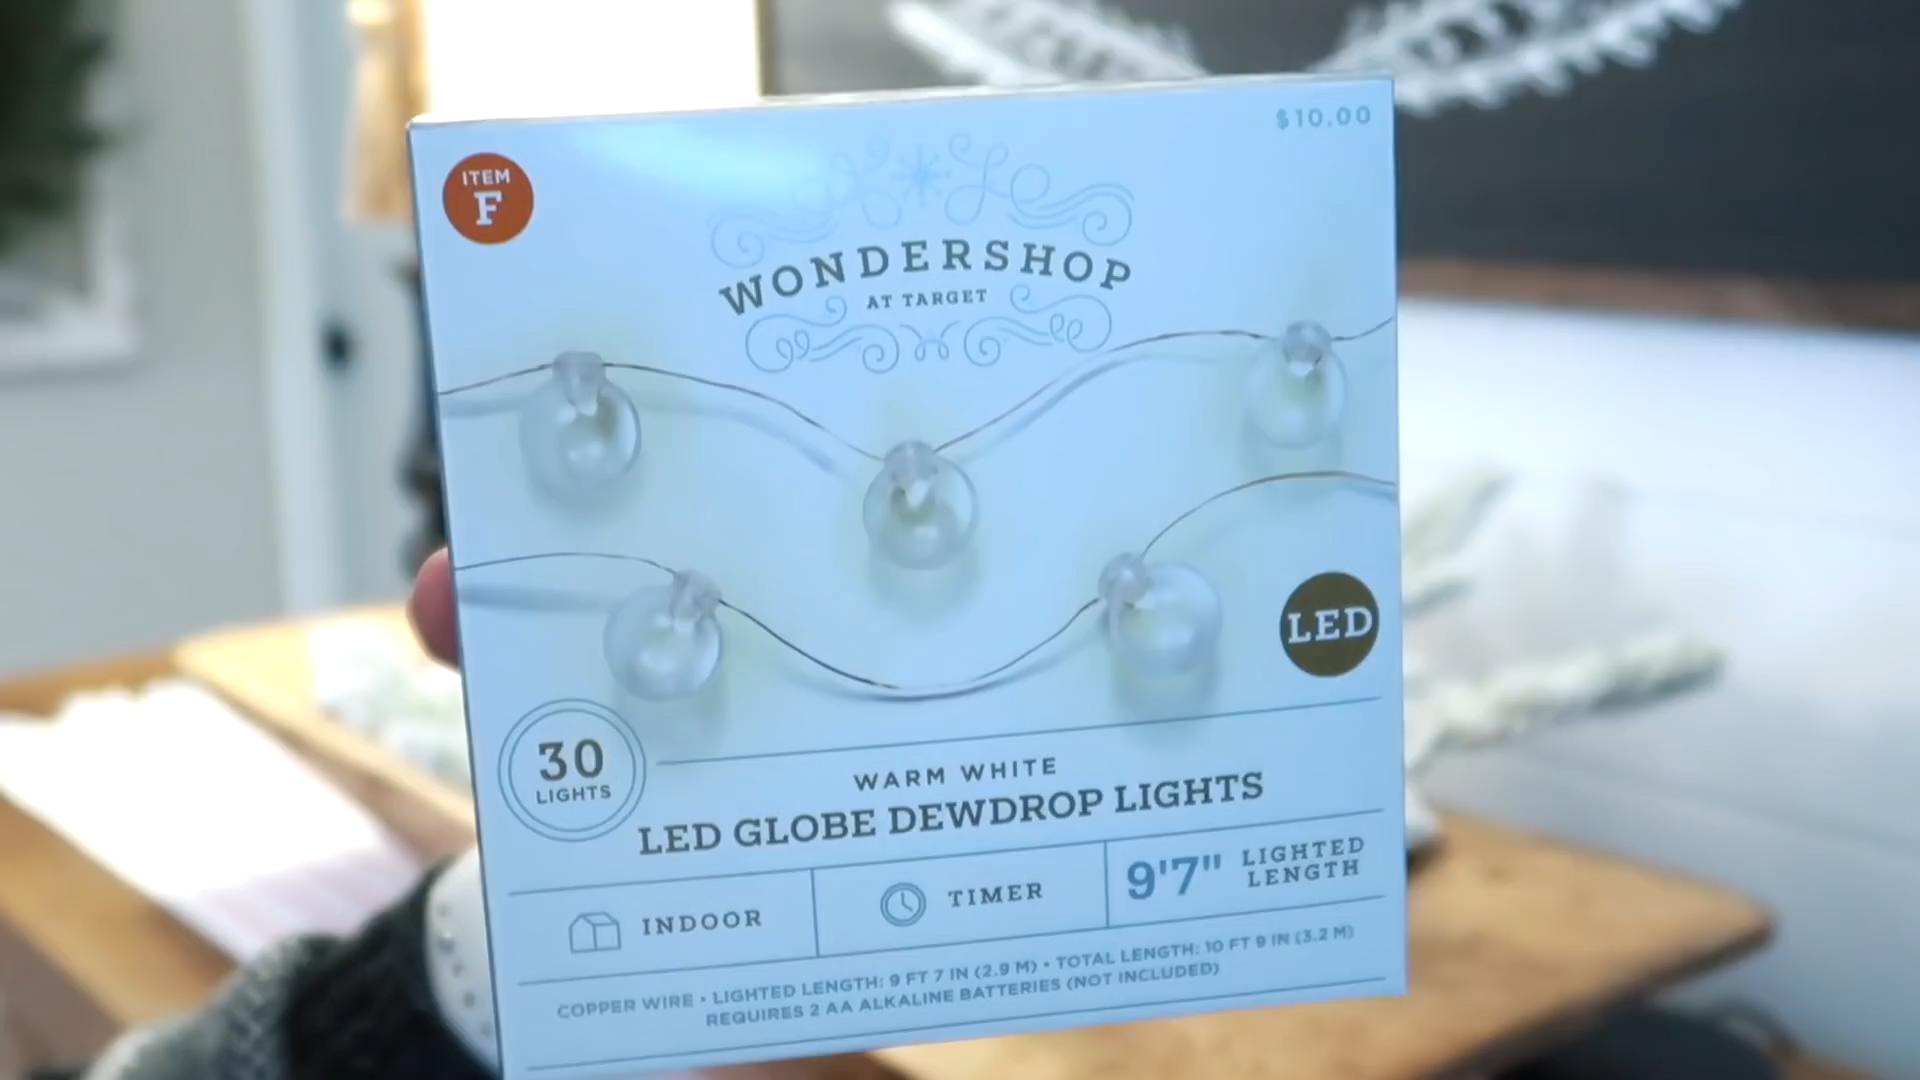 $10.00
ITEM
F
WONDERSHOP
AT TARGET
LED
30
LIGHTS
WARM WHITE
LED GLOBE DEWDROP LIGHTS
INDOOR
TIMER
9'7" LIGHTED
LENGTH
COPPER WIRE • LIGHTED LENGTH: 9 FT 7 IN (2.9 M) • TOTAL LENGTH: 10 FT 9 IN (3.2 M)
REQUIRES 2 AA ALKALINE BATTERIES (NOT INCLUDED)